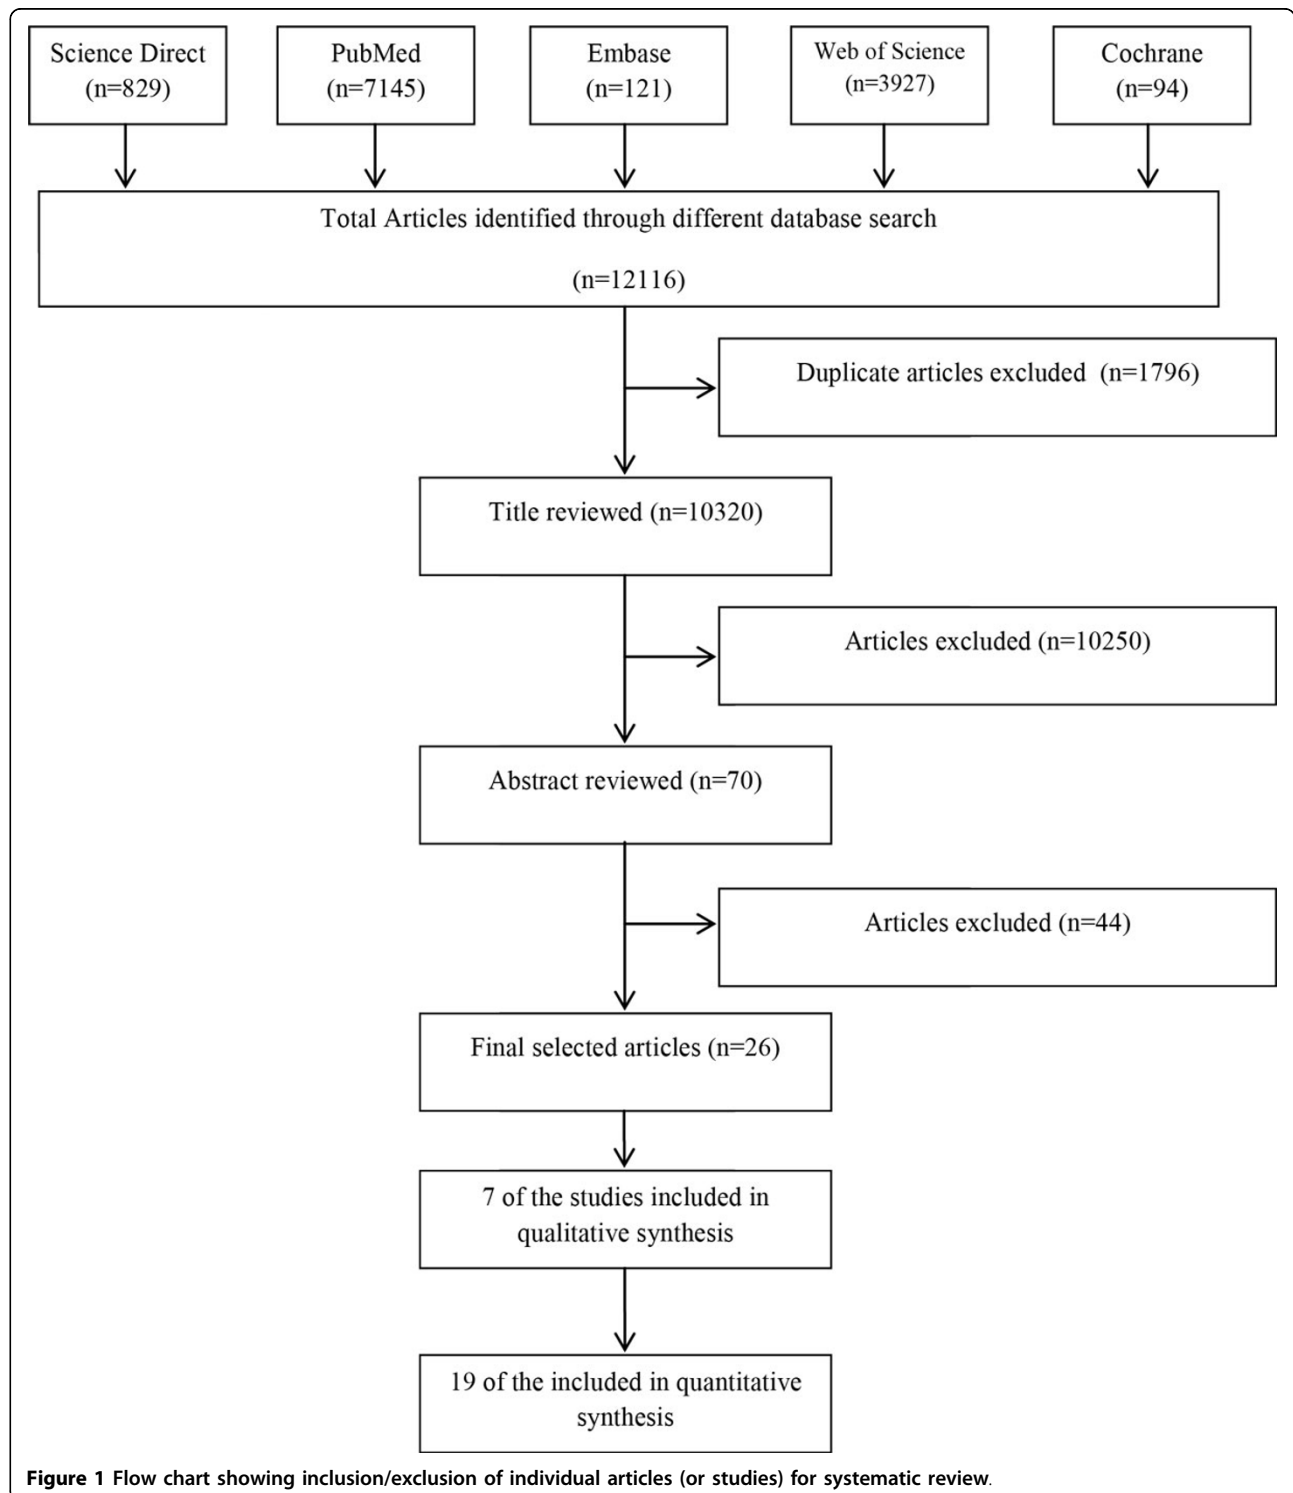 Science Direct
(n=829)
PubMed
(n=7145)
Embase
(n=121)
Web of Science
(n=3927)
Cochrane
(n=94)
Total Articles identified through different database search
(n=12116)
Duplicate articles excluded (n=1796)
Title reviewed (n=10320)
Articles excluded (n=10250)
Abstract reviewed (n=70)
Articles excluded (n=44)
Final selected articles (n=26)
7 of the studies included in
qualitative synthesis
19 of the included in quantitative
synthesis
Figure 1 Flow chart showing inclusion/exclusion of individual articles (or studies) for systematic review.